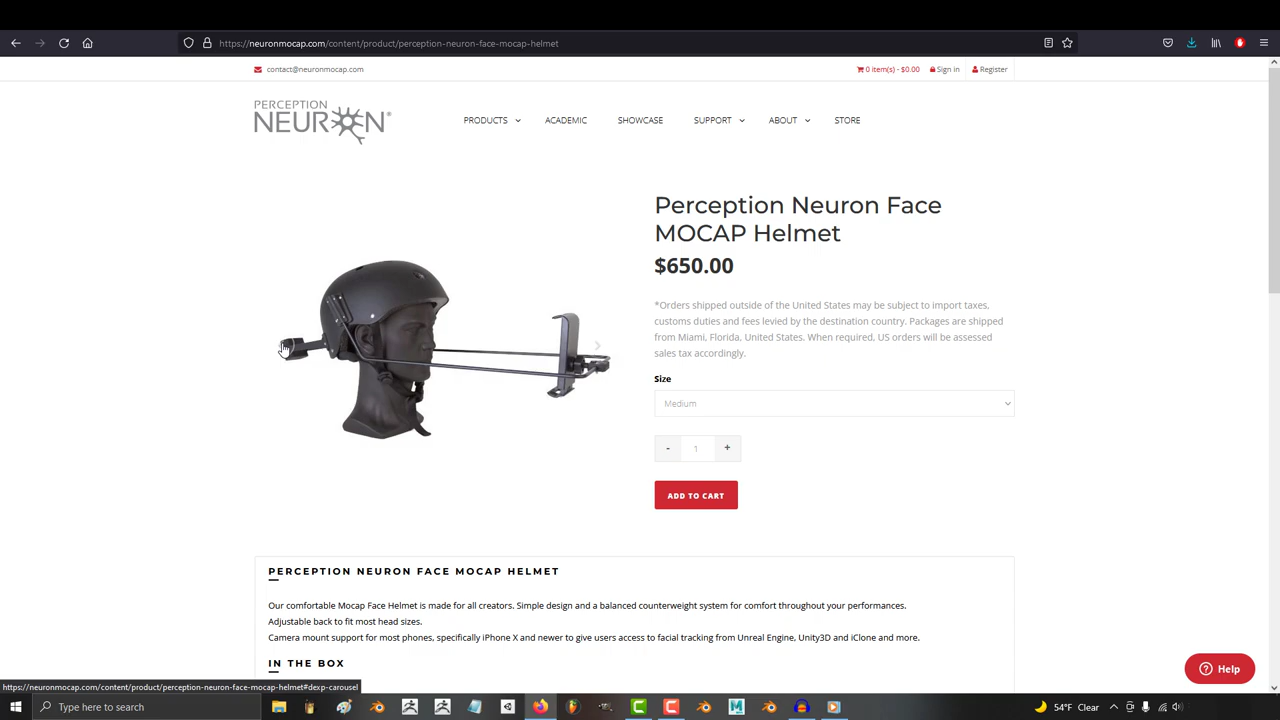 https://neuronmocap.com/content/product/perception-neuron-face-mocap-helmet
contact@neuronmocap.com
0 item(s) - $0.00
Sign in
Register
PERCEPTION
NEURON®
PRODUCTS
ACADEMIC
SHOWCASE
SUPPORT
ABOUT
STORE
Perception Neuron Face
MOCAP Helmet
$650.00
*Orders shipped outside of the United States may be subject to import taxes,
customs duties and fees levied by the destination country. Packages are shipped
from Miami, Florida, United States. When required, US orders will be assessed
sales tax accordingly.
Size
Medium
- 1 +
ADD TO CART
PERCEPTION NEURON FACE MOCAP HELMET
Our comfortable Mocap Face Helmet is made for all creators, Simple design and a balanced counterweight system for comfort throughout your performances.
Adjustable back to fit most head sizes.
Camera mount support for most phones, specifically iPhone X and newer to give users access to facial tracking from Unreal Engine, Unity3D and iClone and more.
IN THE BOX
Help
https://neuronmocap.com/content/product/perception-neuron-face-mocap-helmet#dexp-carousel
Type here to search
54°F Clear